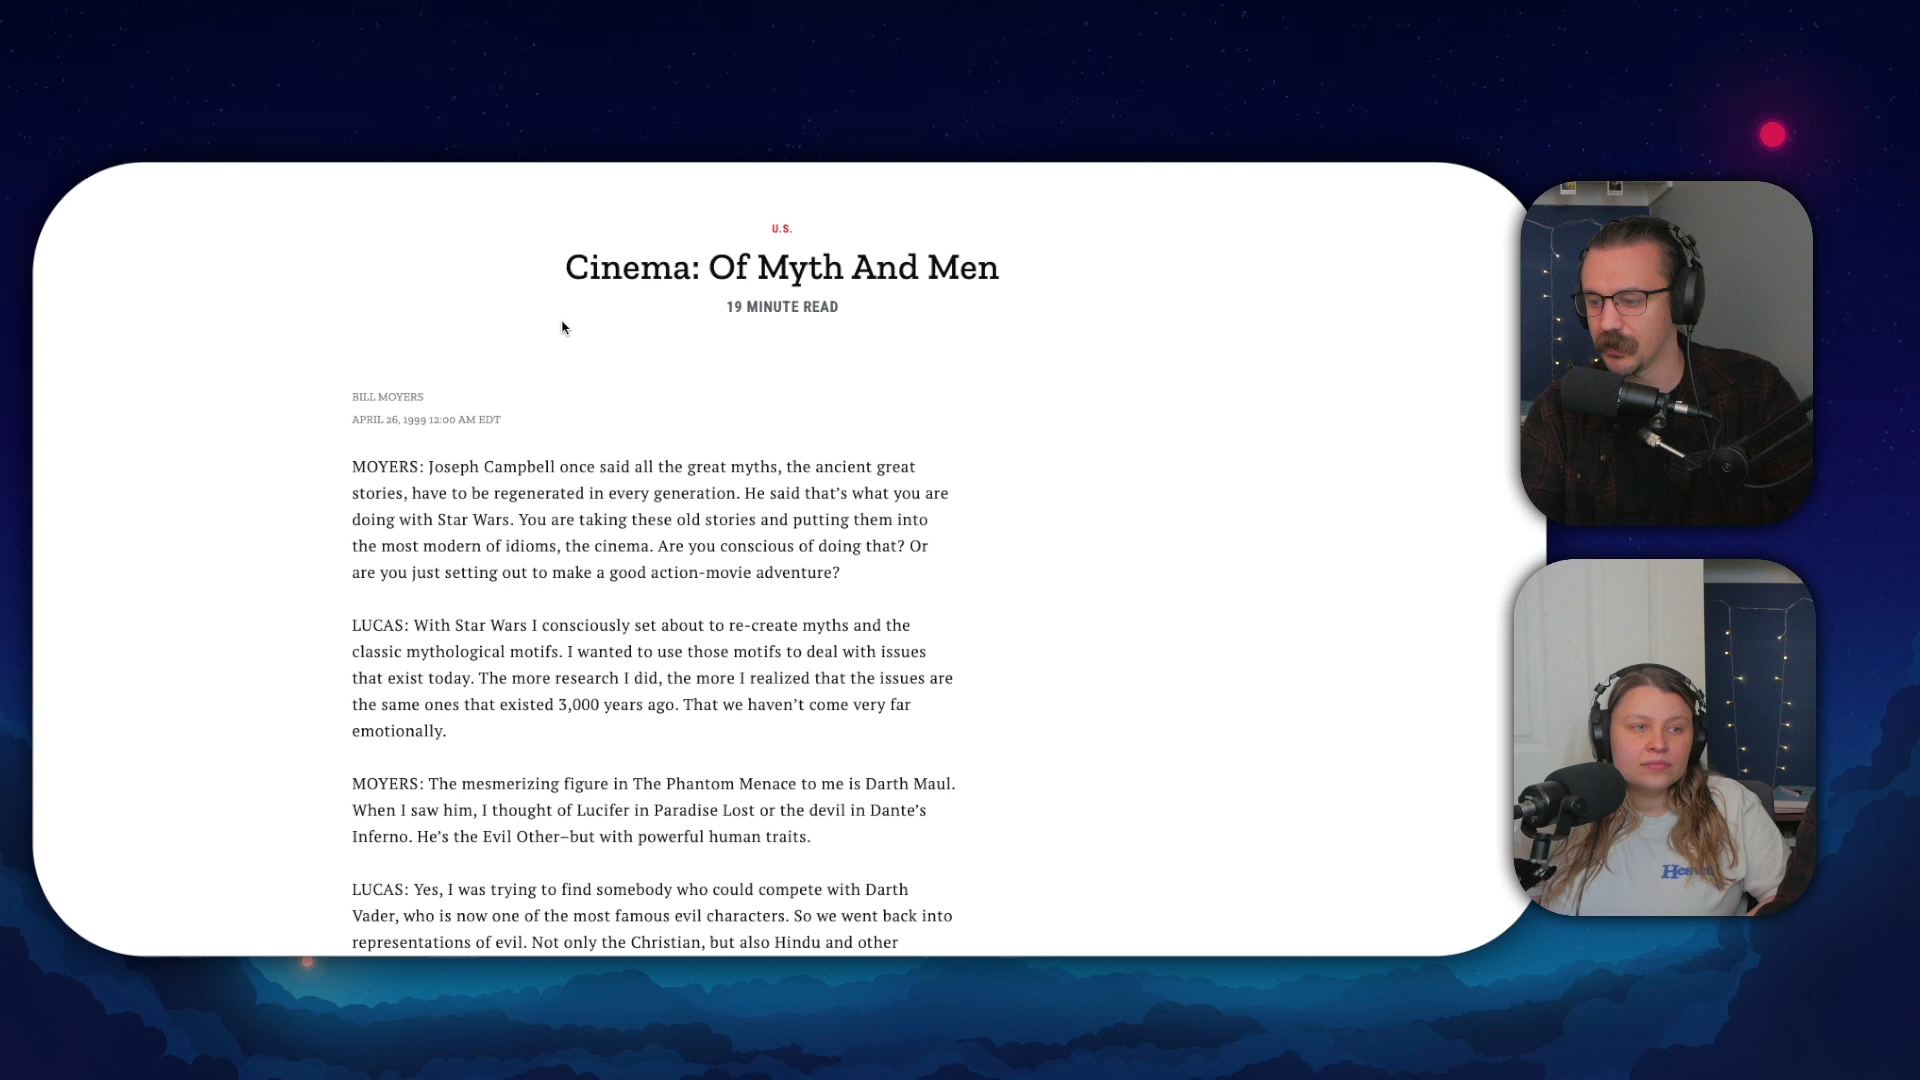 U.S.
Cinema: Of Myth And Men
19 MINUTE READ
BILL MOYERS
APRIL 26, 1999 12:00 AM EDT
MOYERS: Joseph Campbell once said all the great myths, the ancient great
stories, have to be regenerated in every generation. He said that’s what you are
doing with Star Wars. You are taking these old stories and putting them into
the most modern of idioms, the cinema. Are you conscious of doing that? Or
are you just setting out to make a good action-movie adventure?
LUCAS: With Star Wars I consciously set about to re-create myths and the
classic mythological motifs. I wanted to use those motifs to deal with issues
that exist today. The more research I did, the more I realized that the issues are
the same ones that existed 3,000 years ago. That we haven’t come very far
emotionally.
MOYERS: The mesmerizing figure in The Phantom Menace to me is Darth Maul.
When I saw him, I thought of Lucifer in Paradise Lost or the devil in Dante’s
Inferno. He’s the Evil Other–but with powerful human traits.
LUCAS: Yes, I was trying to find somebody who could compete with Darth
Vader, who is now one of the most famous evil characters. So we went back into
representations of evil. Not only the Christian, but also Hindu and other